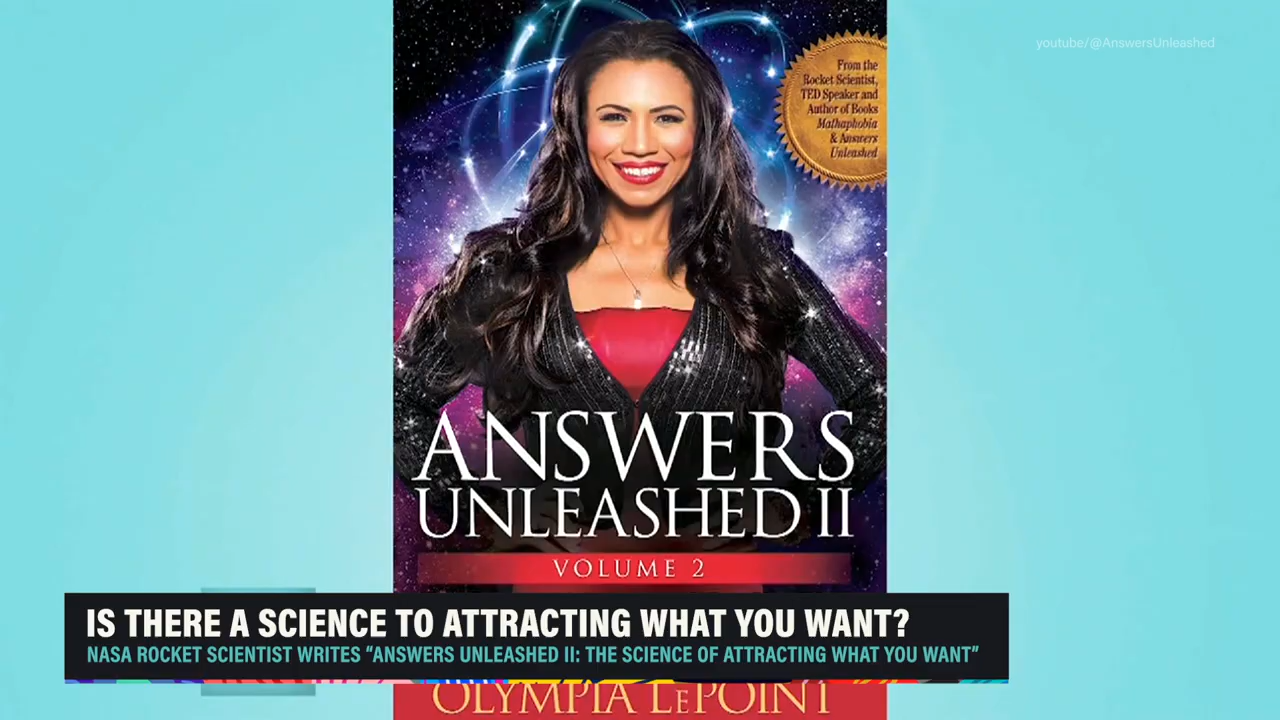 youtube/@AnswersUnleashed
From the
Rocket Scientist,
TED Speaker and
Author of Books
Mathaphobia
& Answers
Unleashed
ANSWERS
UNLEASHED II
VOLUME 2
IS THERE A SCIENCE TO ATTRACTING WHAT YOU WANT?
NASA ROCKET SCIENTIST WRITES “ANSWERS UNLEASHED II: THE SCIENCE OF ATTRACTING WHAT YOU WANT”
OLYMPIA LEPOINT